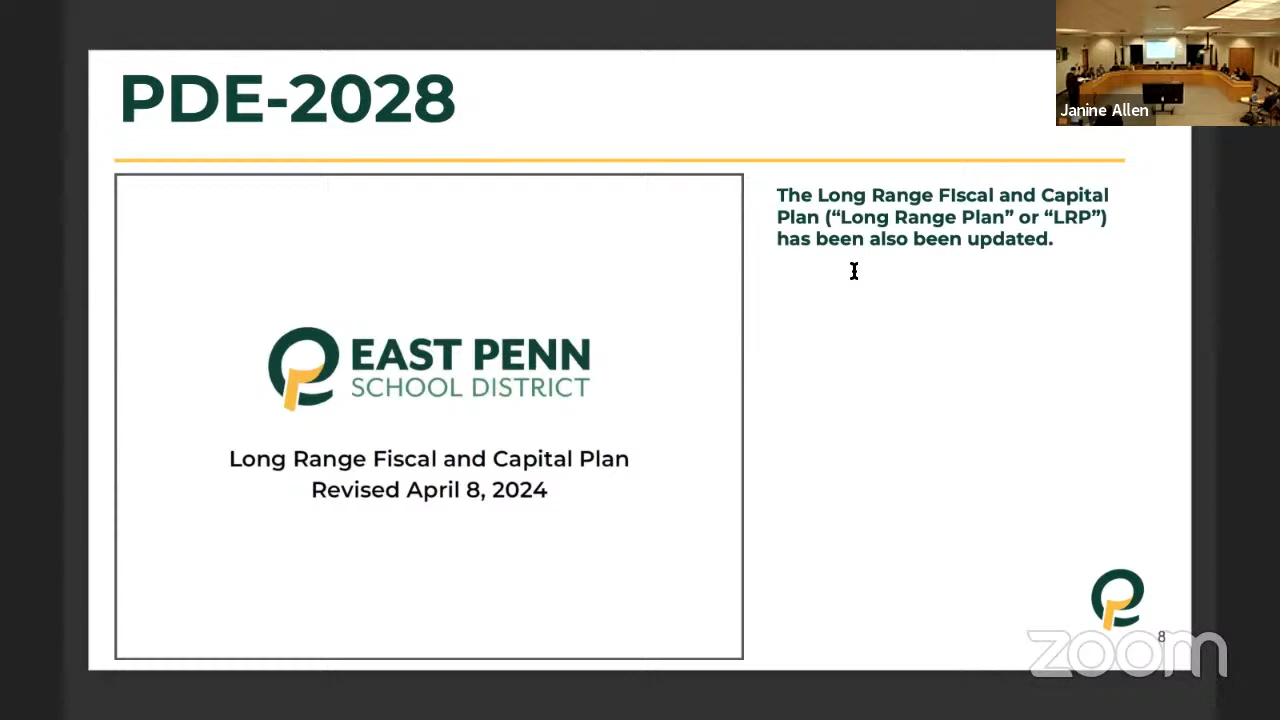 PDE-2028
Janine Allen
The Long Range FIscal and Capital
Plan (“Long Range Plan” or “LRP”)
has been also been updated.
EAST PENN
SCHOOL DISTRICT
Long Range Fiscal and Capital Plan
Revised April 8, 2024
8
zoom